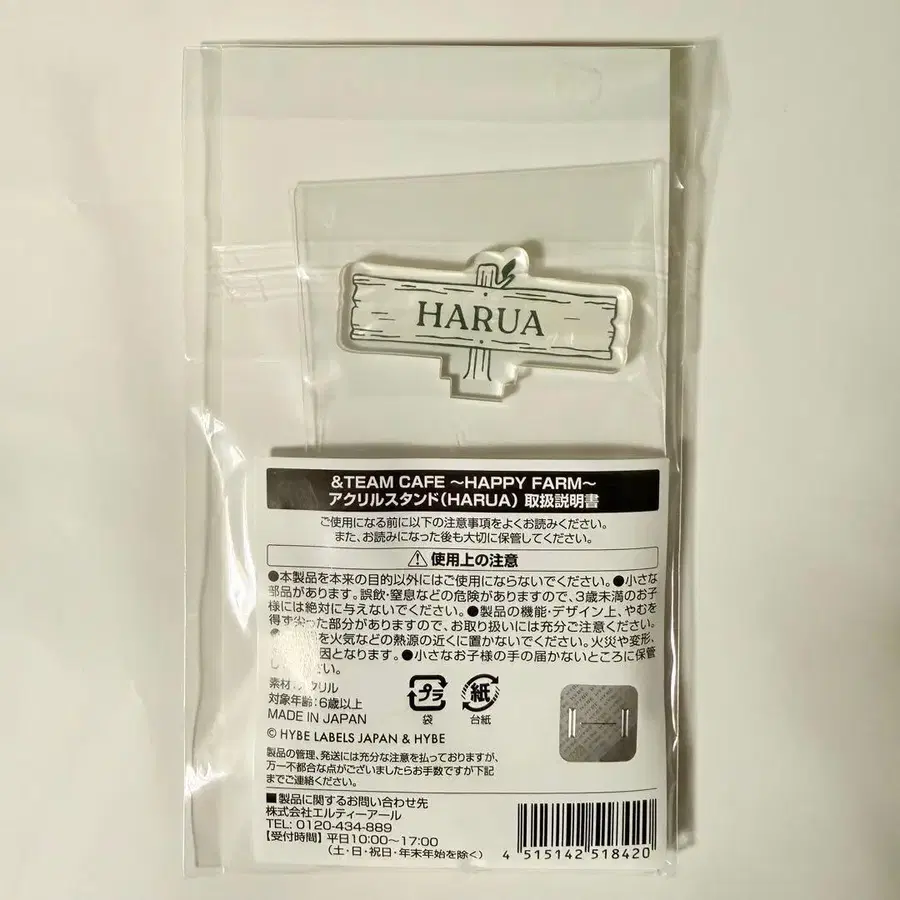 HARUA
&TEAM CAFE ～HAPPY FARM～
アクリルスタンド(HARUA) 取扱説明書
ご使用になる前に以下の注意事項をよくお読みください。
また、お読みになった後も大切に保管してください。
使用上の注意
●本製品を本来の目的以外にはご使用にならないでください。●小さな
部品があります。誤飲・窒息などの危険がありますので、3歳未満のお子
様には絶対に与えないでください。●製品の機能・デザイン上、やむを
得ず尖った部分がありますので、お取り扱いには充分ご注意ください。
を火気などの熱源の近くに置かないでください。火災や変形、
原因となります。●小さなお子様の手の届かないところに保管
い。
素材:アクリル
対象年齢:6歳以上
MADE IN JAPAN
プラ
袋
紙
台紙
© HYBE LABELS JAPAN & HYBE
製品の管理、発送には充分な注意を払っておりますが、
万一不都合な点がございましたらお手数ですが下記
までご連絡ください。
■製品に関するお問い合わせ先
株式会社エルティーアール
TEL: 0120-434-889
【受付時間】平日10:00～17:00
(土・日・祝日・年末年始を除く)
4 515142 518420